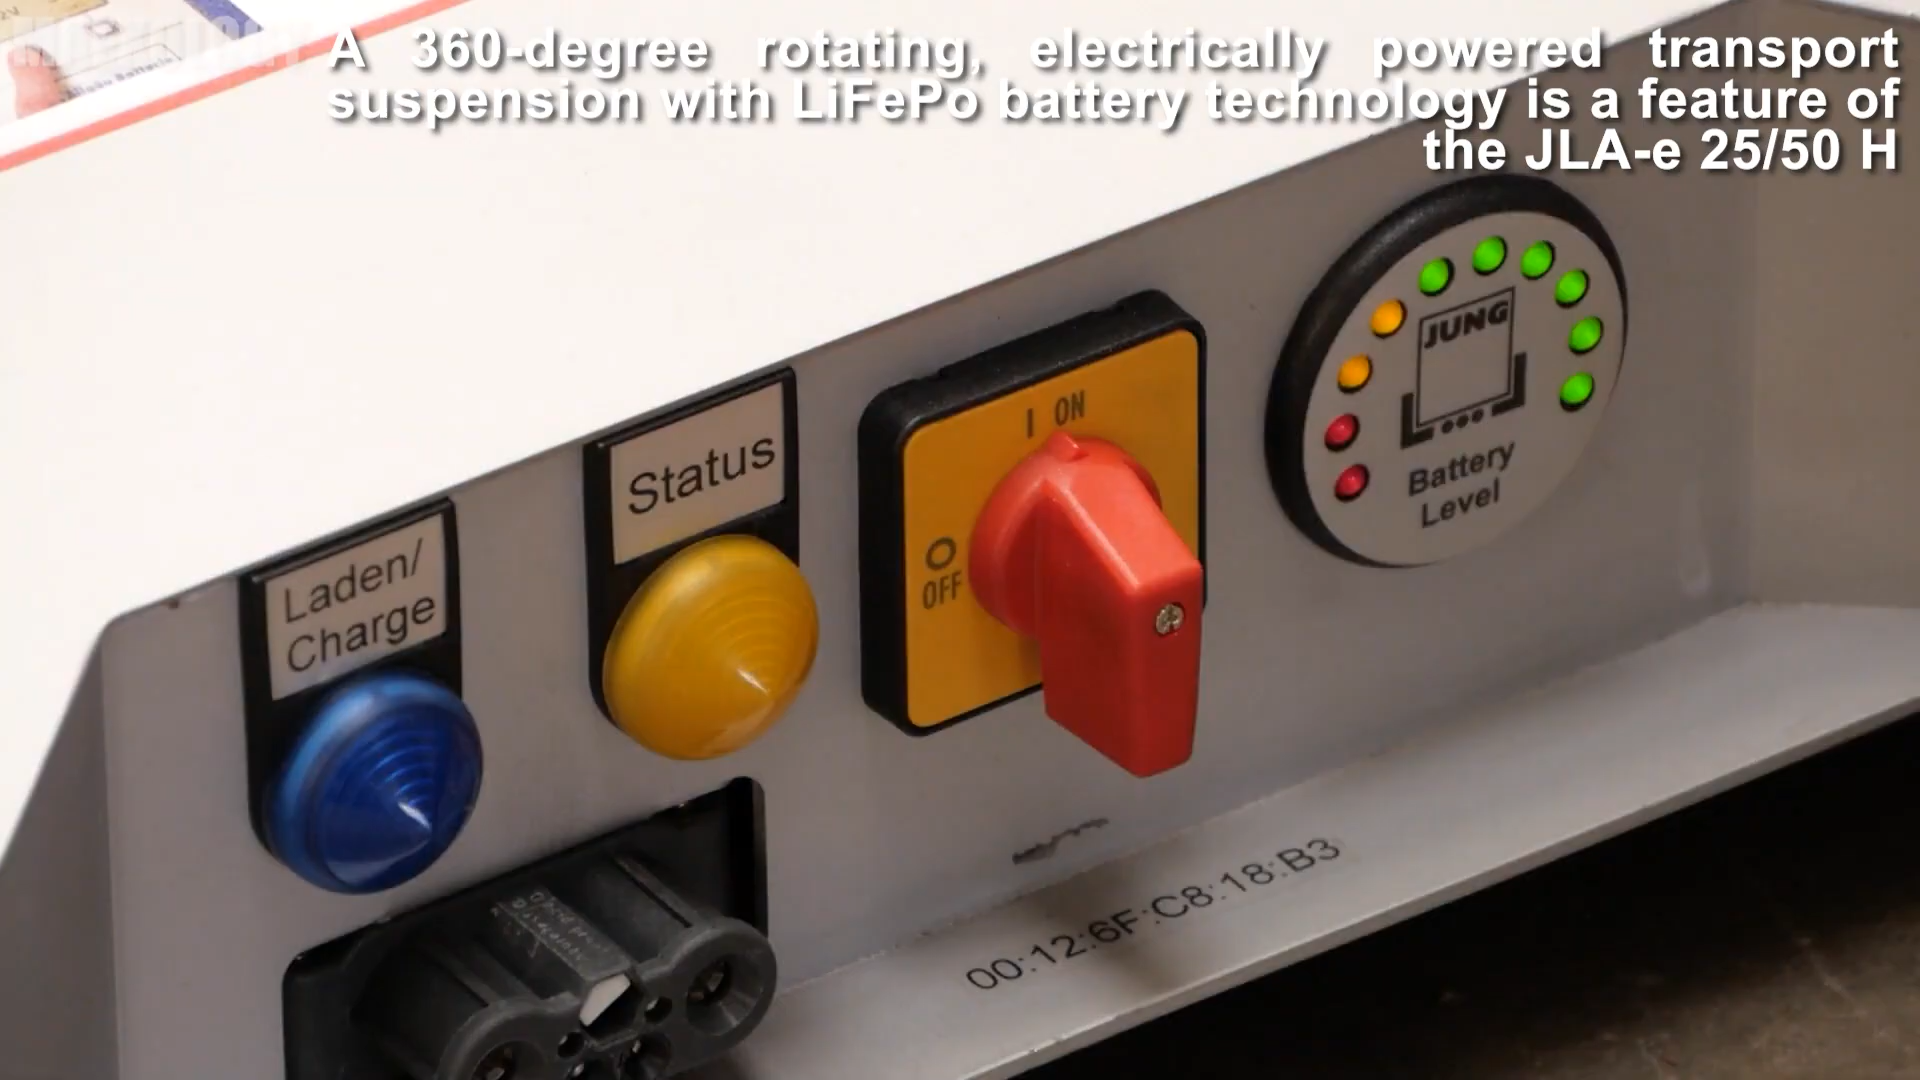 A 360-degree rotating, electrically powered transport
suspension with LiFePo battery technology is a feature of
the JLA-e 25/50 H
JUNG
Battery
Level
I ON
O
OFF
Status
Laden/
Charge
00:12:6F:C8:18:B3